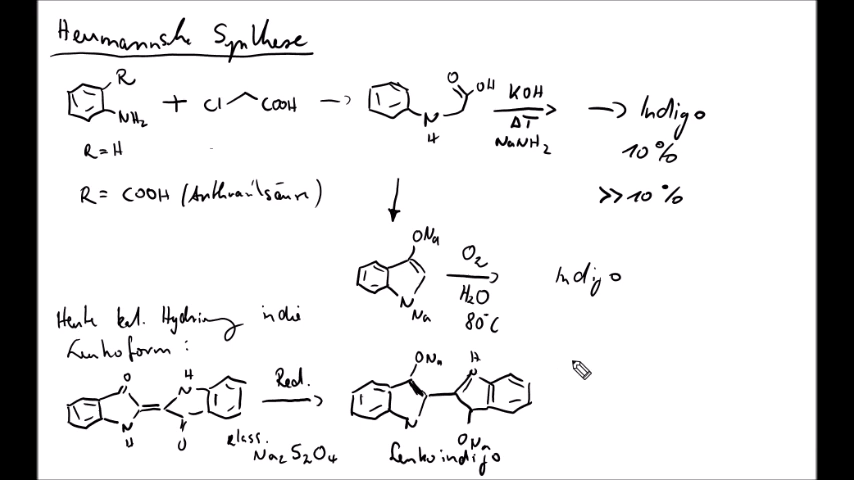 Heumannsche Synthese
R
NH₂ + Cl COOH → O OH N H KOH ΔT NaNH₂ → Indigo
R = H 10 %
R = COOH (Anthranilsäure) >> 10 %
ONa N Na O₂ H₂O 80°C Indigo
Heute kat. Hydrierung in die
Leukoform :
O N H H N O Red. klass. Na₂S₂O₄ ONa N H N ONa
Leukoindigo